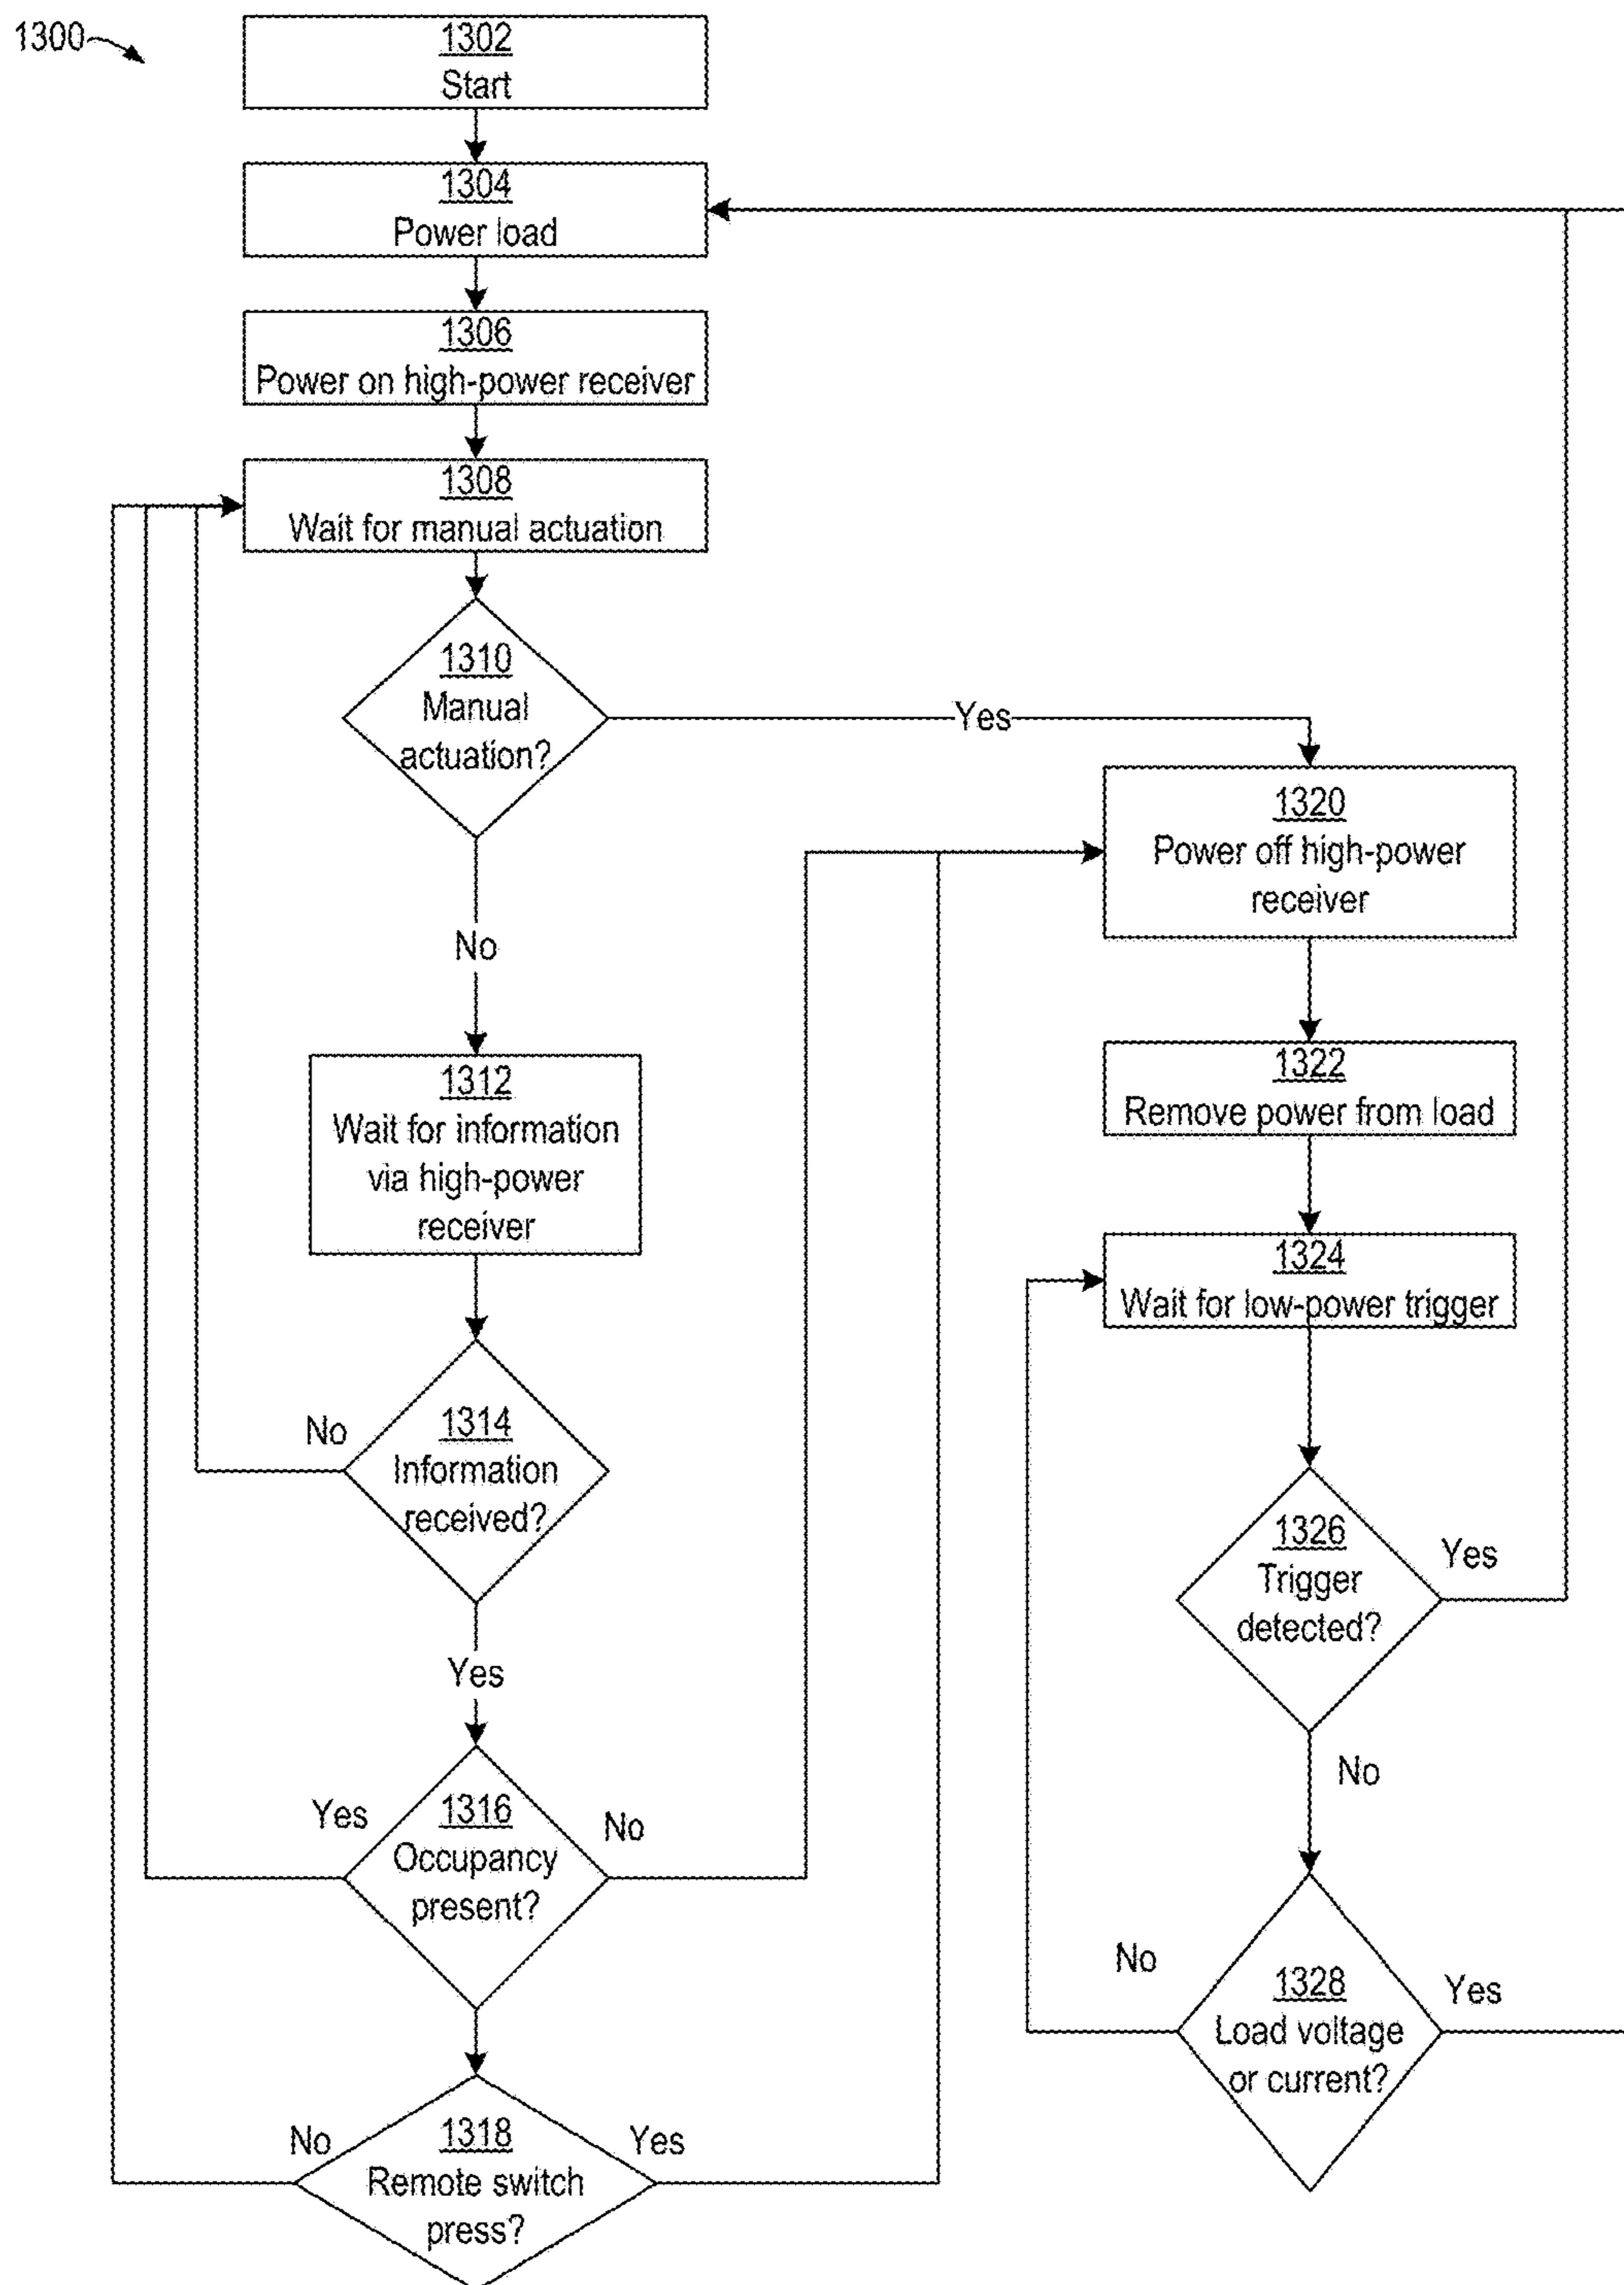 1300
1302
Start
1304
Power load
1306
Power on high-power receiver
1308
Wait for manual actuation
1310
Manual
actuation?
Yes
No
1312
Wait for information
via high-power
receiver
1314
Information
received?
No
Yes
1316
Occupancy
present?
Yes
No
1318
Remote switch
press?
No
Yes
1320
Power off high-power
receiver
1322
Remove power from load
1324
Wait for low-power trigger
1326
Trigger
detected?
Yes
No
1328
Load voltage
or current?
No
Yes